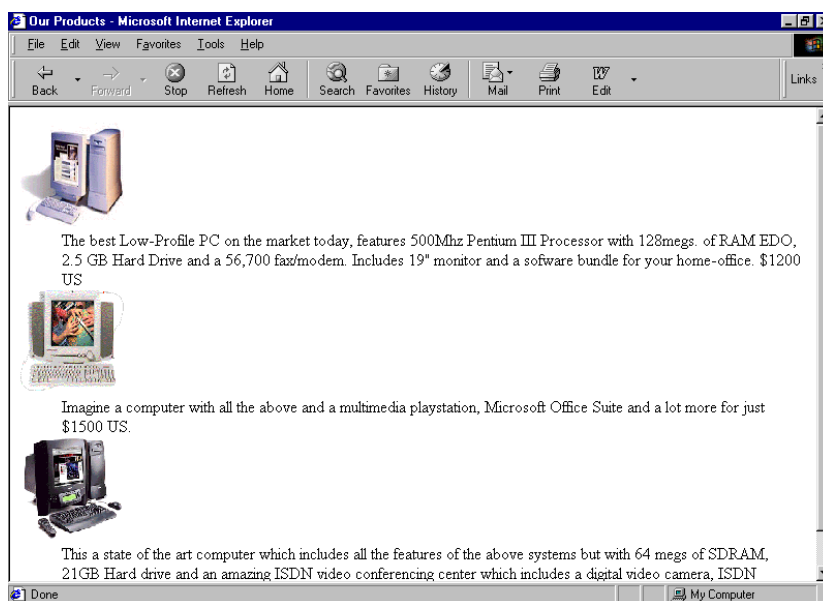 Our Products - Microsoft Internet Explorer
File Edit View Favorites Tools Help
Back Forward Stop Refresh Home Search Favorites History Mail Print Edit Links
The best Low-Profile PC on the market today, features 500Mhz Pentium III Processor with 128megs. of RAM EDO,
2.5 GB Hard Drive and a 56,700 fax/modem. Includes 19" monitor and a sofware bundle for your home-office. $1200
US
Imagine a computer with all the above and a multimedia playstation, Microsoft Office Suite and a lot more for just
$1500 US.
This a state of the art computer which includes all the features of the above systems but with 64 megs of SDRAM,
21GB Hard drive and an amazing ISDN video conferencing center which includes a digital video camera, ISDN
Done My Computer